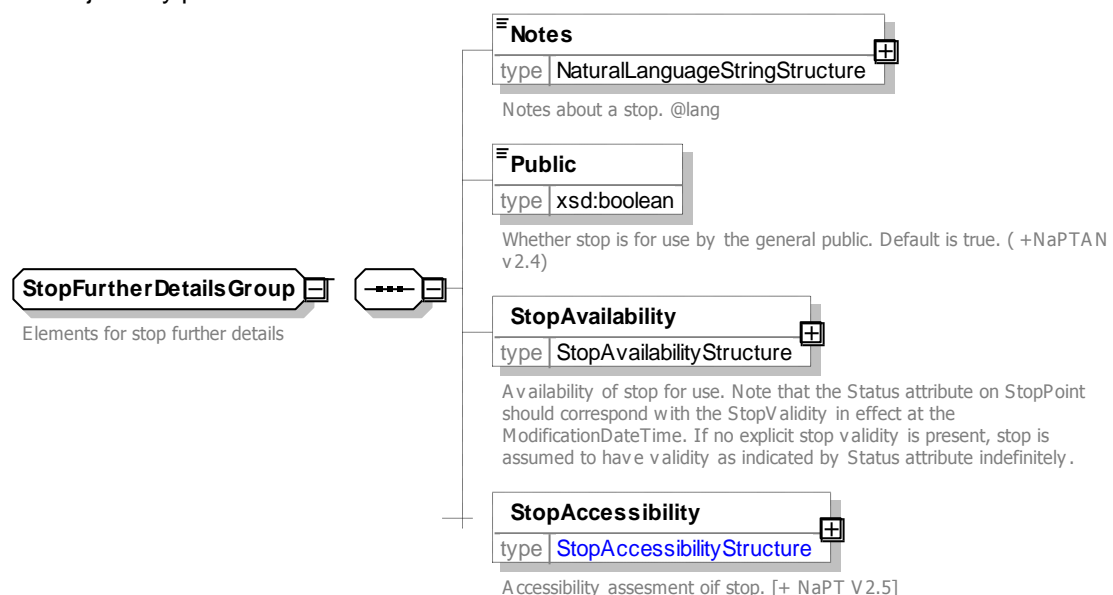 Notes
type NaturalLanguageStringStructure
Notes about a stop. @lang
Public
type xsd:boolean
Whether stop is for use by the general public. Default is true. ( +NaPTAN
v2.4)
StopFurtherDetailsGroup
Elements for stop further details
StopAvailability
type StopAvailabilityStructure
Availability of stop for use. Note that the Status attribute on StopPoint
should correspond with the StopValidity in effect at the
ModificationDateTime. If no explicit stop validity is present, stop is
assumed to have validity as indicated by Status attribute indefinitely.
StopAccessibility
type StopAccessibilityStructure
Accessibility assesment oif stop. [+ NaPT V2.5]